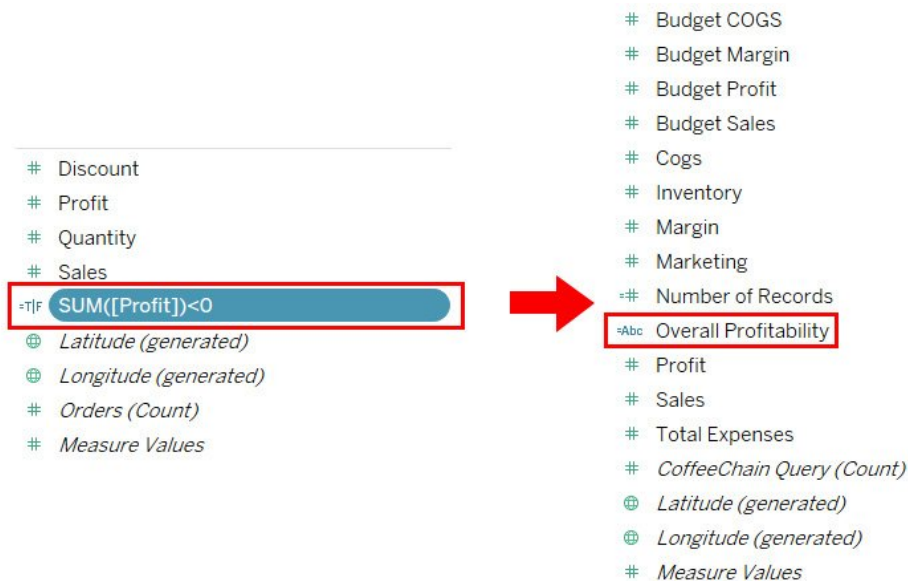 # Discount
# Profit
# Quantity
# Sales
=T|F SUM([Profit])<0
Latitude (generated)
Longitude (generated)
# Orders (Count)
# Measure Values
# Budget COGS
# Budget Margin
# Budget Profit
# Budget Sales
# Cogs
# Inventory
# Margin
# Marketing
=# Number of Records
=Abc Overall Profitability
# Profit
# Sales
# Total Expenses
# CoffeeChain Query (Count)
Latitude (generated)
Longitude (generated)
# Measure Values